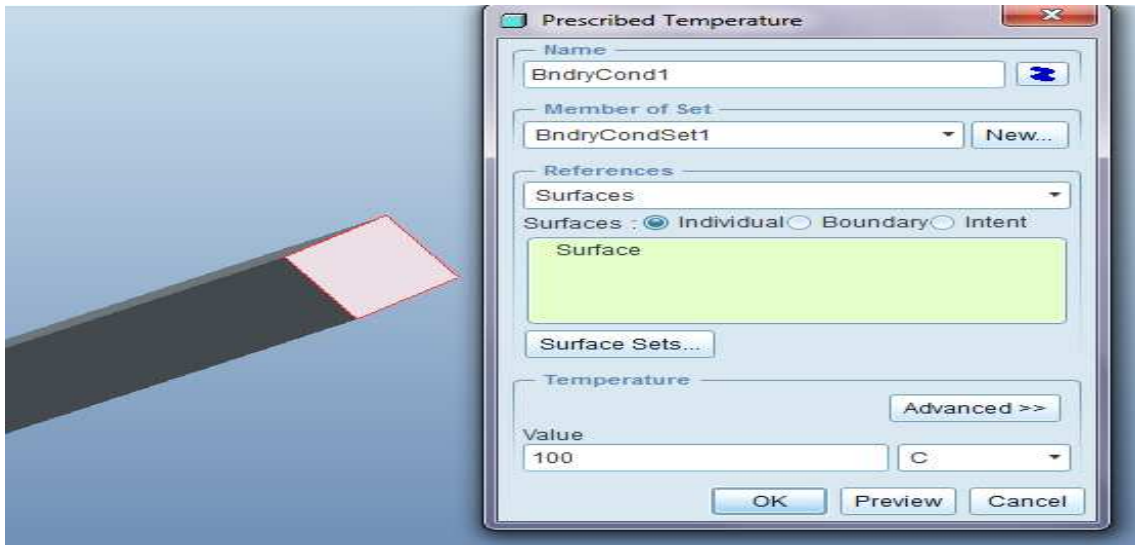 Prescribed Temperature
Name
BndryCond1
Member of Set
BndryCondSet1
New...
References
Surfaces
Surfaces : Individual Boundary Intent
Surface
Surface Sets...
Temperature
Advanced >>
Value
100 C
OK Preview Cancel